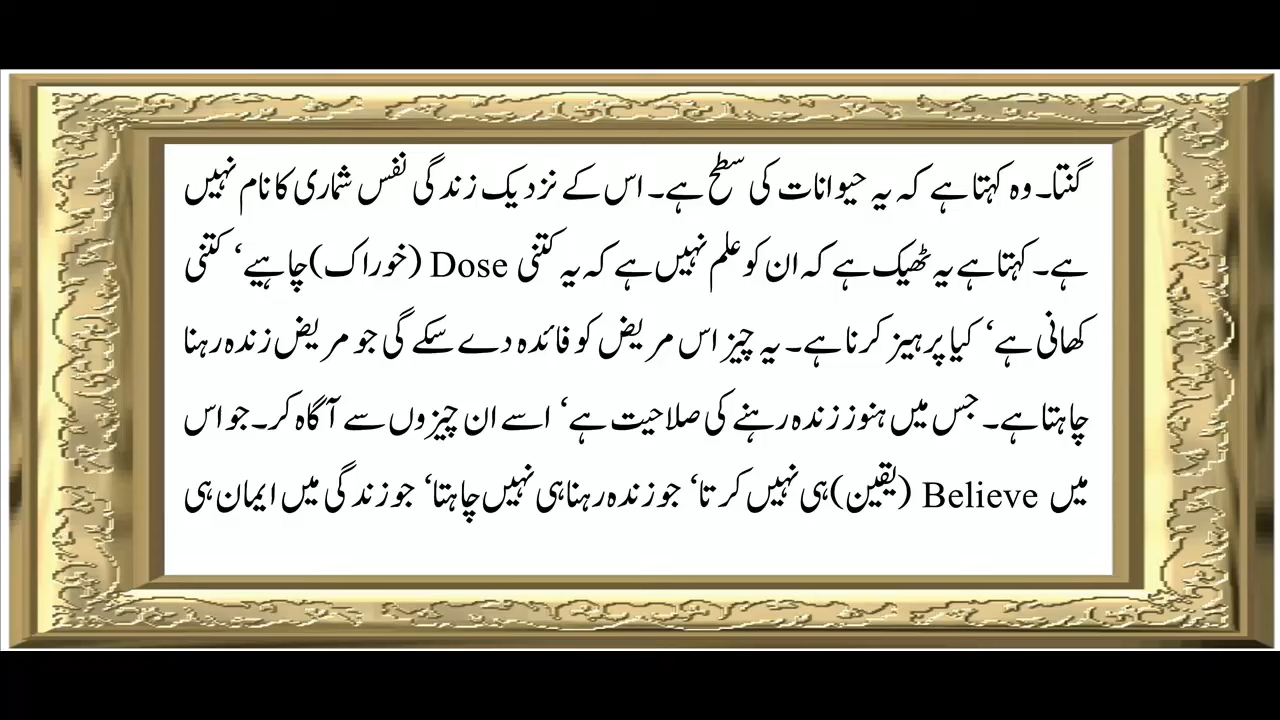 گنتا۔ وہ کہتا ہے کہ یہ حیوانات کی سطح ہے۔ اس کے نزدیک زندگی نفس شماری کا نام نہیں
ہے۔ کہتا ہے یہ ٹھیک ہے کہ ان کو علم نہیں ہے کہ یہ کتنی Dose (خوراک) چاہیے‘ کتنی
کھانی ہے‘ کیا پرہیز کرنا ہے۔ یہ چیز اس مریض کو فائدہ دے سکے گی جو مریض زندہ رہنا
چاہتا ہے۔ جس میں ہنوز زندہ رہنے کی صلاحیت ہے‘ اسے ان چیزوں سے آگاہ کر۔ جو اس
میں Believe (یقین) ہی نہیں کرتا‘ جو زندہ رہنا ہی نہیں چاہتا‘ جو زندگی میں ایمان ہی